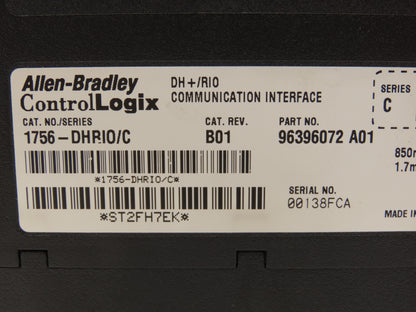 Allen-Bradley
ControlLogix
DH+/RIO
COMMUNICATION INTERFACE
SERIES
C
CAT. NO./SERIES CAT. REV. PART NO.
1756-DHRIO/C B01 96396072 A01
850m
1.7m
*1756-DHRIO/C*
SERIAL NO.
00138FCA
*ST2FH7EK*
MADE IN